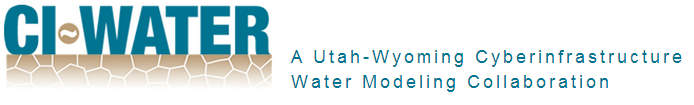 CI~WATER
A Utah-Wyoming Cyberinfrastructure
Water Modeling Collaboration